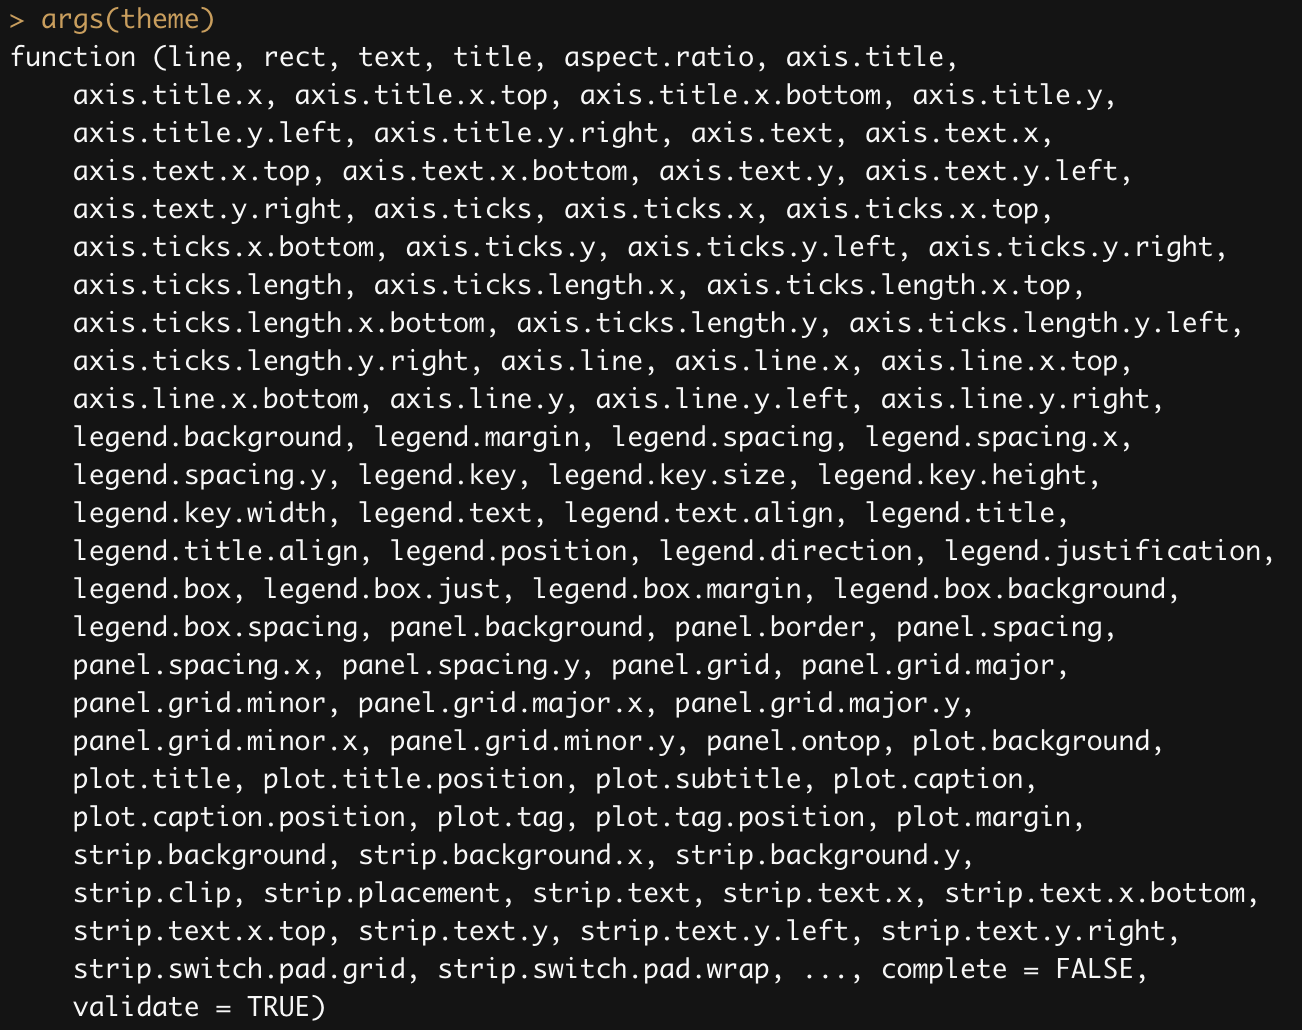 > args(theme)
function (line, rect, text, title, aspect.ratio, axis.title,
    axis.title.x, axis.title.x.top, axis.title.x.bottom, axis.title.y,
    axis.title.y.left, axis.title.y.right, axis.text, axis.text.x,
    axis.text.x.top, axis.text.x.bottom, axis.text.y, axis.text.y.left,
    axis.text.y.right, axis.ticks, axis.ticks.x, axis.ticks.x.top,
    axis.ticks.x.bottom, axis.ticks.y, axis.ticks.y.left, axis.ticks.y.right,
    axis.ticks.length, axis.ticks.length.x, axis.ticks.length.x.top,
    axis.ticks.length.x.bottom, axis.ticks.length.y, axis.ticks.length.y.left,
    axis.ticks.length.y.right, axis.line, axis.line.x, axis.line.x.top,
    axis.line.x.bottom, axis.line.y, axis.line.y.left, axis.line.y.right,
    legend.background, legend.margin, legend.spacing, legend.spacing.x,
    legend.spacing.y, legend.key, legend.key.size, legend.key.height,
    legend.key.width, legend.text, legend.text.align, legend.title,
    legend.title.align, legend.position, legend.direction, legend.justification,
    legend.box, legend.box.just, legend.box.margin, legend.box.background,
    legend.box.spacing, panel.background, panel.border, panel.spacing,
    panel.spacing.x, panel.spacing.y, panel.grid, panel.grid.major,
    panel.grid.minor, panel.grid.major.x, panel.grid.major.y,
    panel.grid.minor.x, panel.grid.minor.y, panel.ontop, plot.background,
    plot.title, plot.title.position, plot.subtitle, plot.caption,
    plot.caption.position, plot.tag, plot.tag.position, plot.margin,
    strip.background, strip.background.x, strip.background.y,
    strip.clip, strip.placement, strip.text, strip.text.x, strip.text.x.bottom,
    strip.text.x.top, strip.text.y, strip.text.y.left, strip.text.y.right,
    strip.switch.pad.grid, strip.switch.pad.wrap, ..., complete = FALSE,
    validate = TRUE)